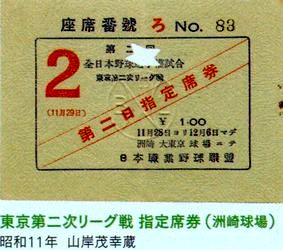 座席番號 ろ No. 83
第二回
全日本野球 試合
東京第二次リーグ戦
2
(11月29日)
第二日指定席券
¥ 1.00
11月28日ヨリ12月6日マデ
洲崎 大東京 球場 ニテ
日本職業野球聯盟
東京第二次リーグ戦 指定席券（洲崎球場）
昭和11年 山岸茂幸蔵